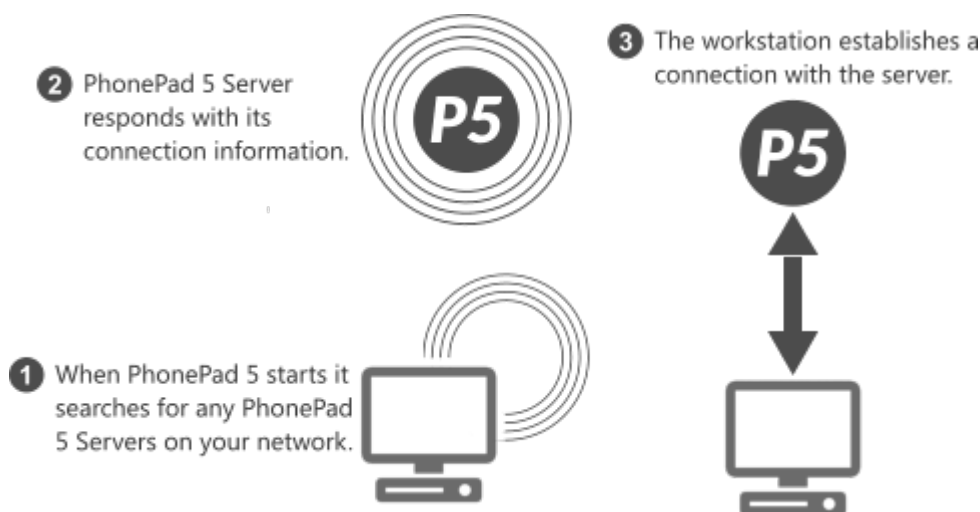 1 When PhonePad 5 starts it
searches for any PhonePad
5 Servers on your network.
2 PhonePad 5 Server
responds with its
connection information.
P5
3 The workstation establishes a
connection with the server.
P5